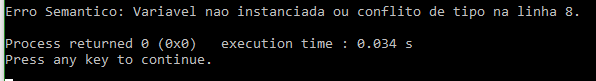 Erro Semantico: Variavel nao instanciada ou conflito de tipo na linha 8.
Process returned 0 (0x0)   execution time : 0.034 s
Press any key to continue.